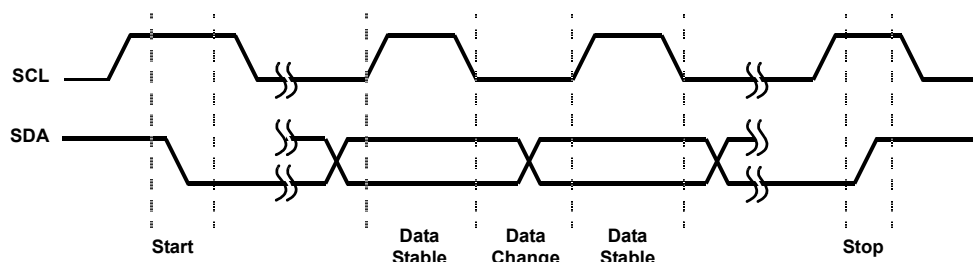 SCL
SDA
Start
Data Stable
Data Change
Data Stable
Stop